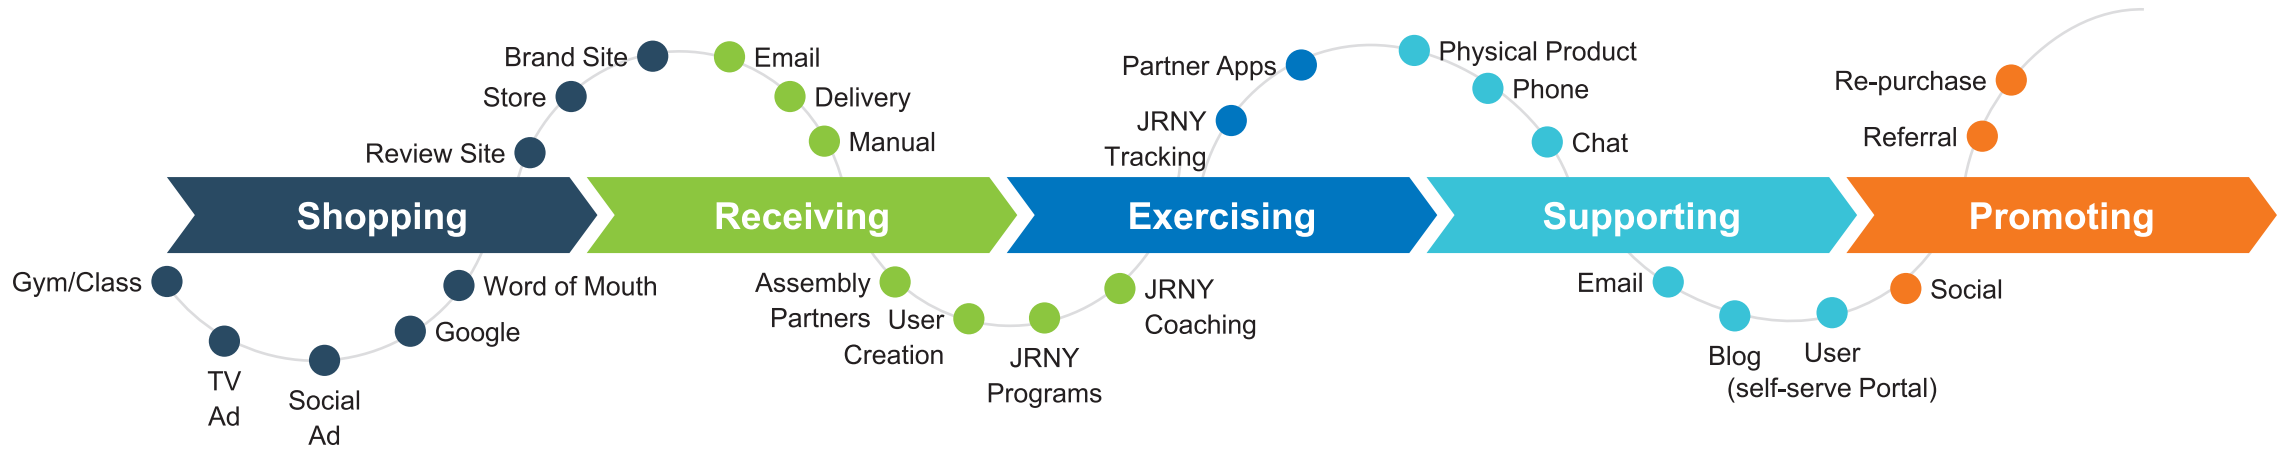 Brand Site
Email
Partner Apps
Physical Product
Store
Delivery
Phone
Re-purchase
Review Site
Manual
JRNY
Tracking
Chat
Referral
Shopping
Receiving
Exercising
Supporting
Promoting
Gym/Class
Word of Mouth
Assembly
Partners
JRNY
Coaching
Email
Social
Google
User
Creation
TV
Ad
JRNY
Programs
Blog
User
(self-serve Portal)
Social
Ad